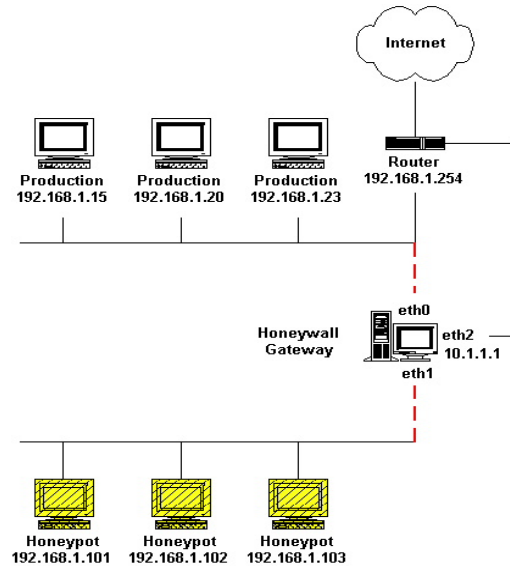 Internet
Router
192.168.1.254
Production
192.168.1.15
Production
192.168.1.20
Production
192.168.1.23
eth0
Honeywall
Gateway
eth2
10.1.1.1
eth1
Honeypot
192.168.1.101
Honeypot
192.168.1.102
Honeypot
192.168.1.103